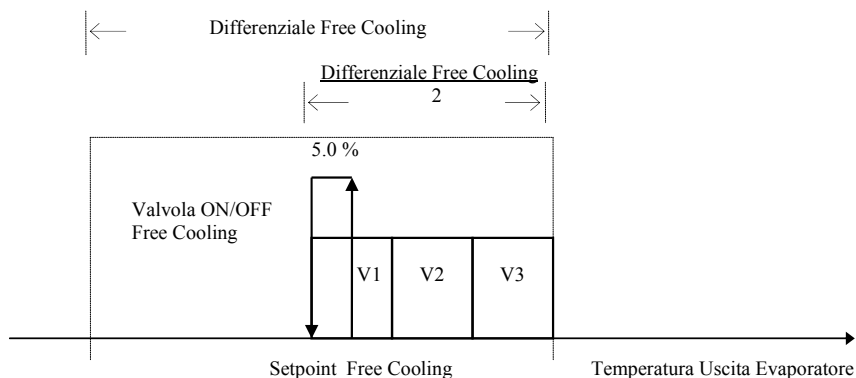 Differenziale Free Cooling
Differenziale Free Cooling
2
5.0 %
Valvola ON/OFF
Free Cooling
V1 V2 V3
Setpoint Free Cooling Temperatura Uscita Evaporatore